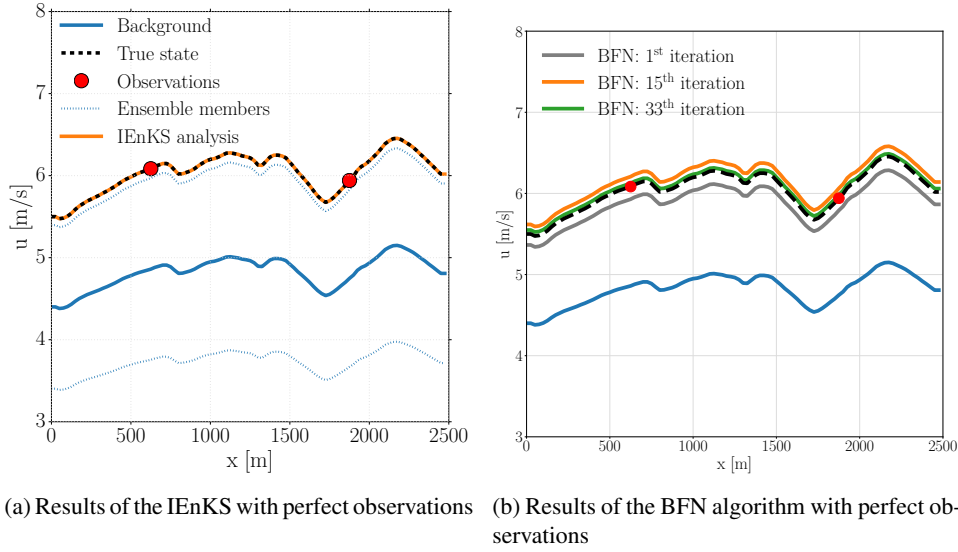 Background
True state
Observations
Ensemble members
IEnKS analysis
8
7
6
5
4
3
u [m/s]
0 500 1000 1500 2000 2500
x [m]
BFN: 1st iteration
BFN: 15th iteration
BFN: 33th iteration
8
7
6
5
4
3
u [m/s]
0 500 1000 1500 2000 2500
x [m]
(a) Results of the IEnKS with perfect observations
(b) Results of the BFN algorithm with perfect ob-
servations